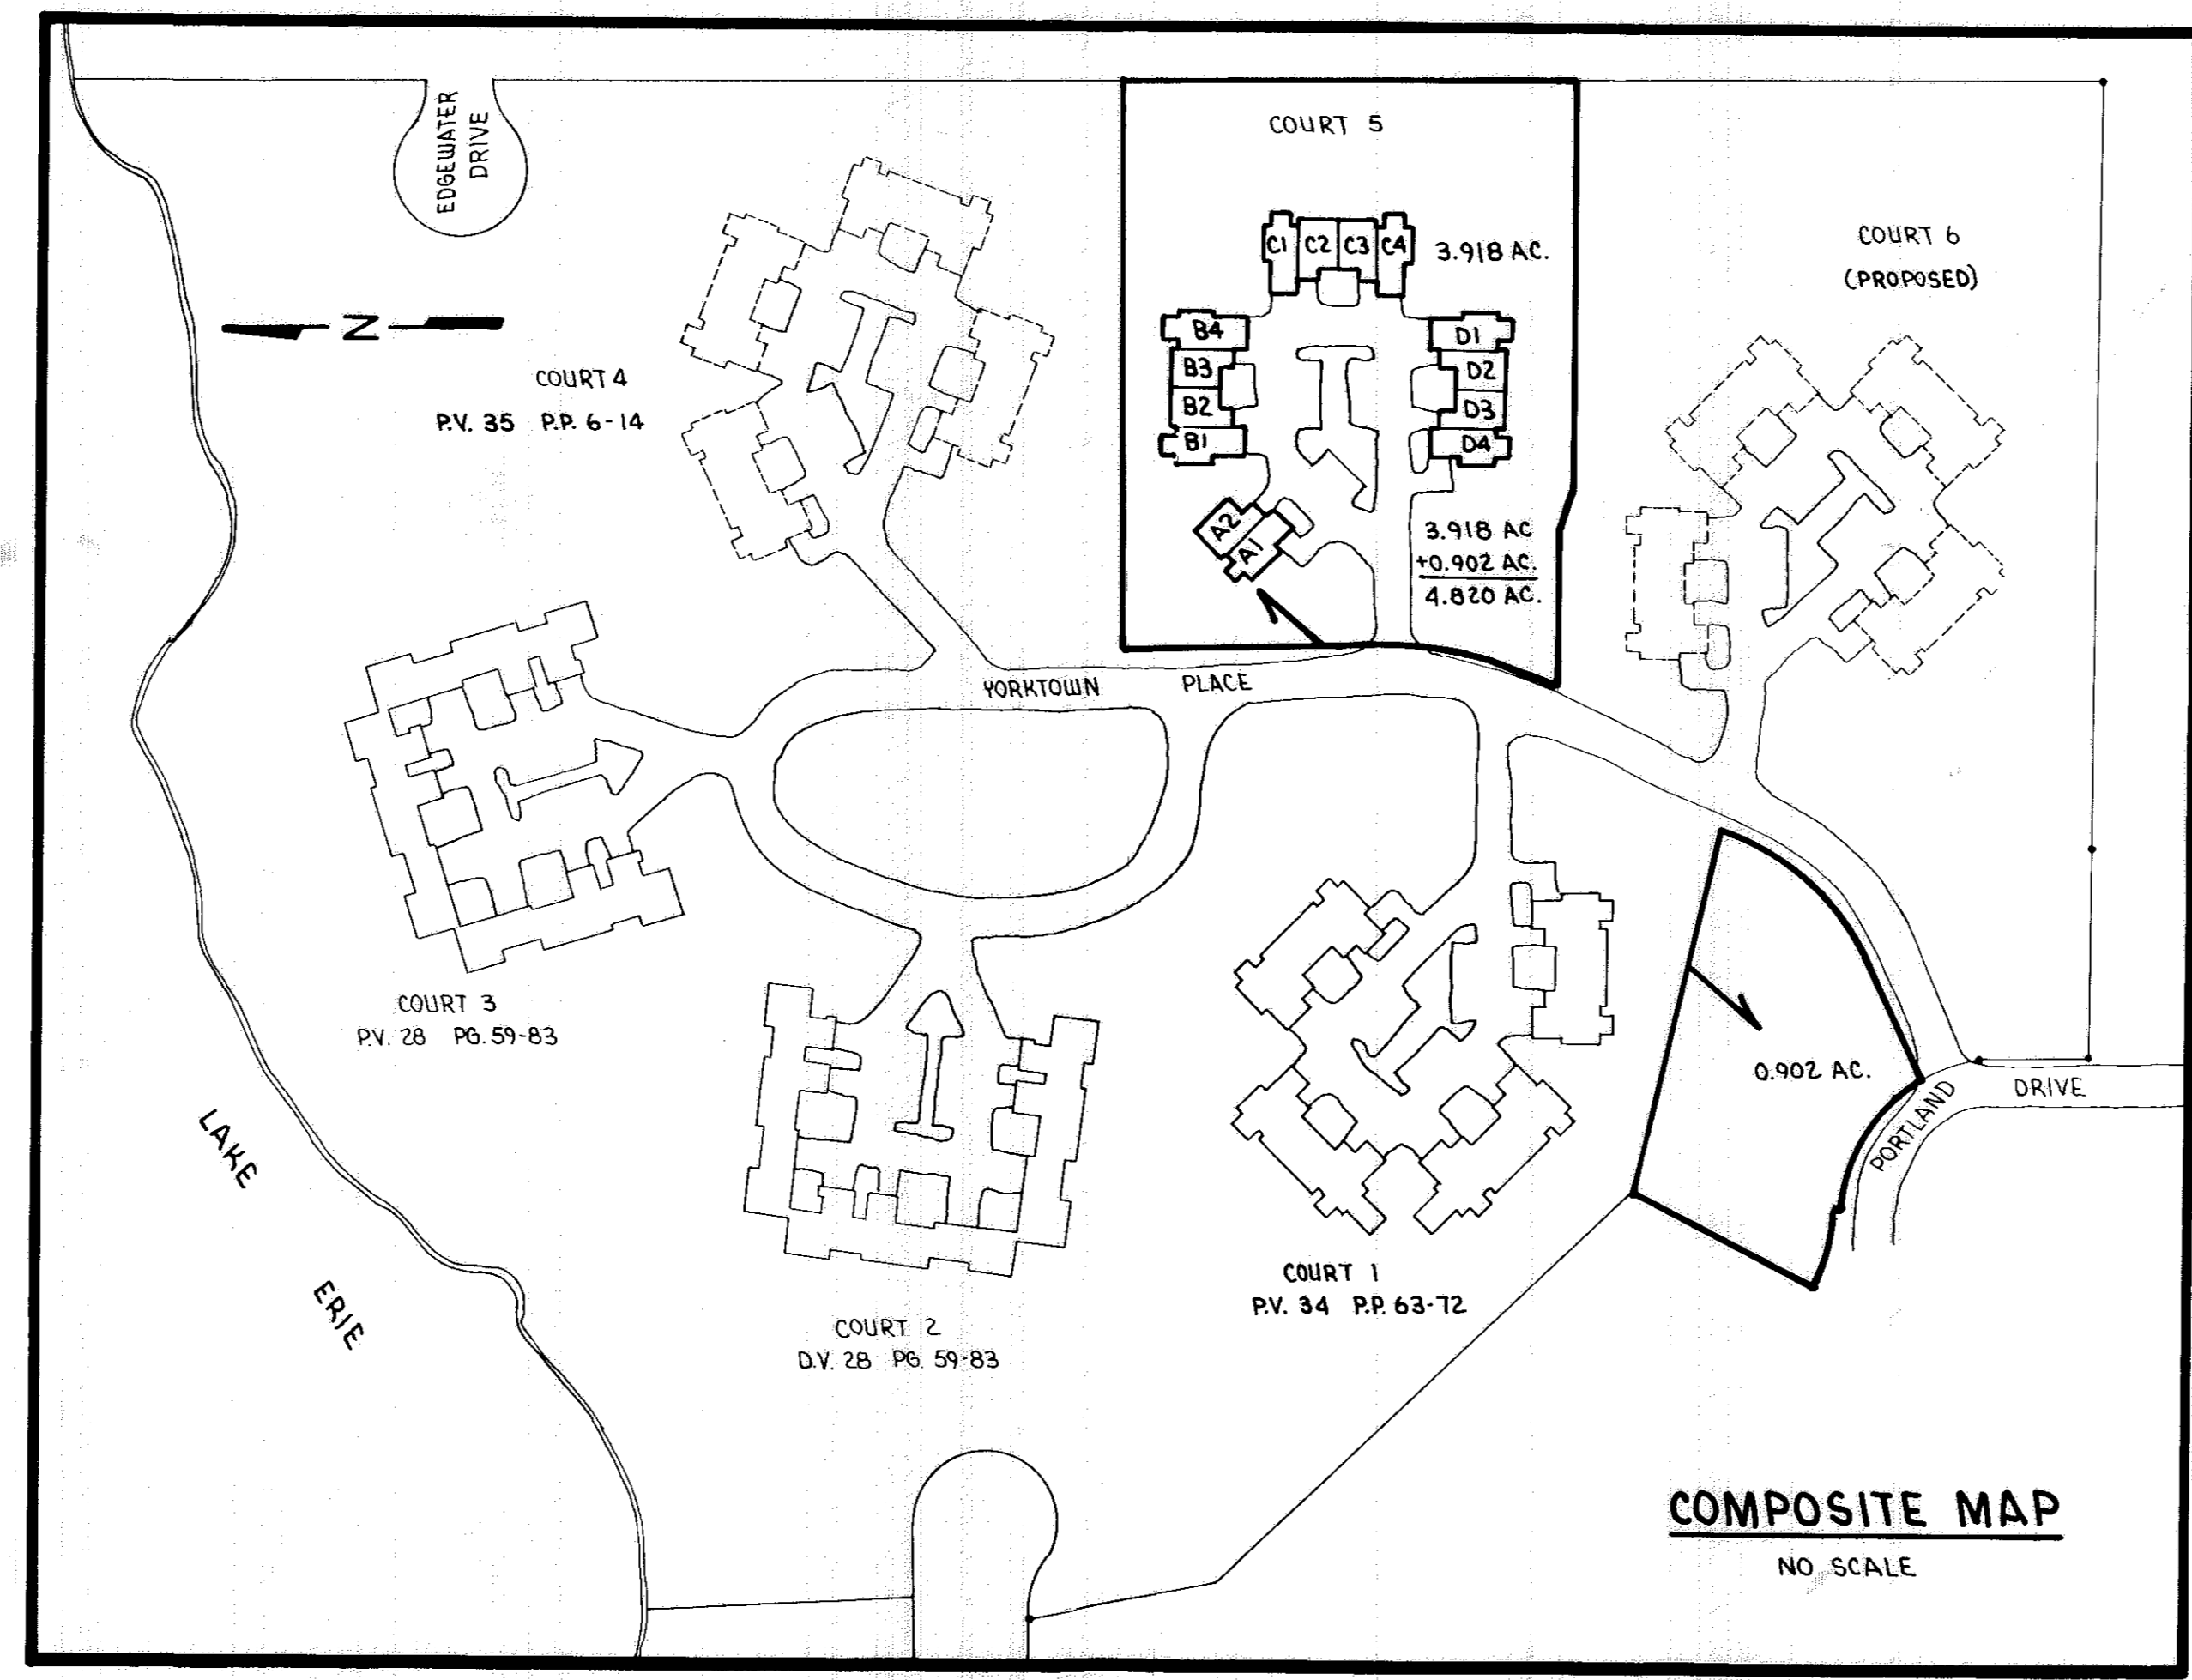 EDGEWATER
DRIVE
COURT 5
C1 C2 C3 C4
3.918 AC.
COURT 6
(PROPOSED)
N
B4
B3
B2
B1
D1
D2
D3
D4
COURT 4
P.V. 35 P.P. 6-14
A2
A1
3.918 AC
+0.902 AC.
4.820 AC.
YORKTOWN PLACE
COURT 3
P.V. 28 PG. 59-83
0.902 AC.
PORTLAND DRIVE
LAKE
ERIE
COURT 1
P.V. 34 P.P. 63-72
COURT 2
D.V. 28 PG. 59-83
COMPOSITE MAP
NO SCALE